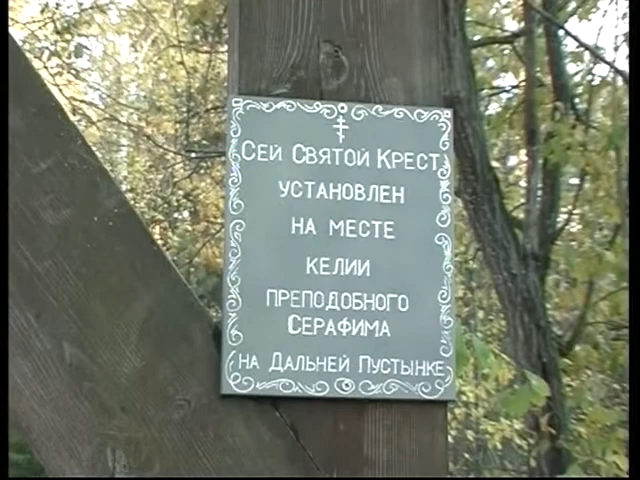 Сей Святой Крест
установлен
на месте
келии
преподобного
Серафима
на Дальней Пустынке